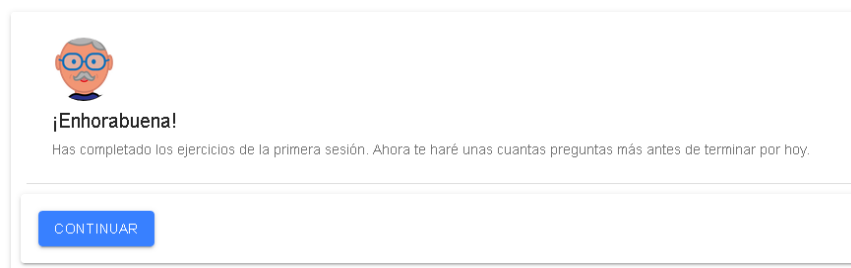 ¡Enhorabuena!
Has completado los ejercicios de la primera sesión. Ahora te haré unas cuantas preguntas más antes de terminar por hoy.
CONTINUAR